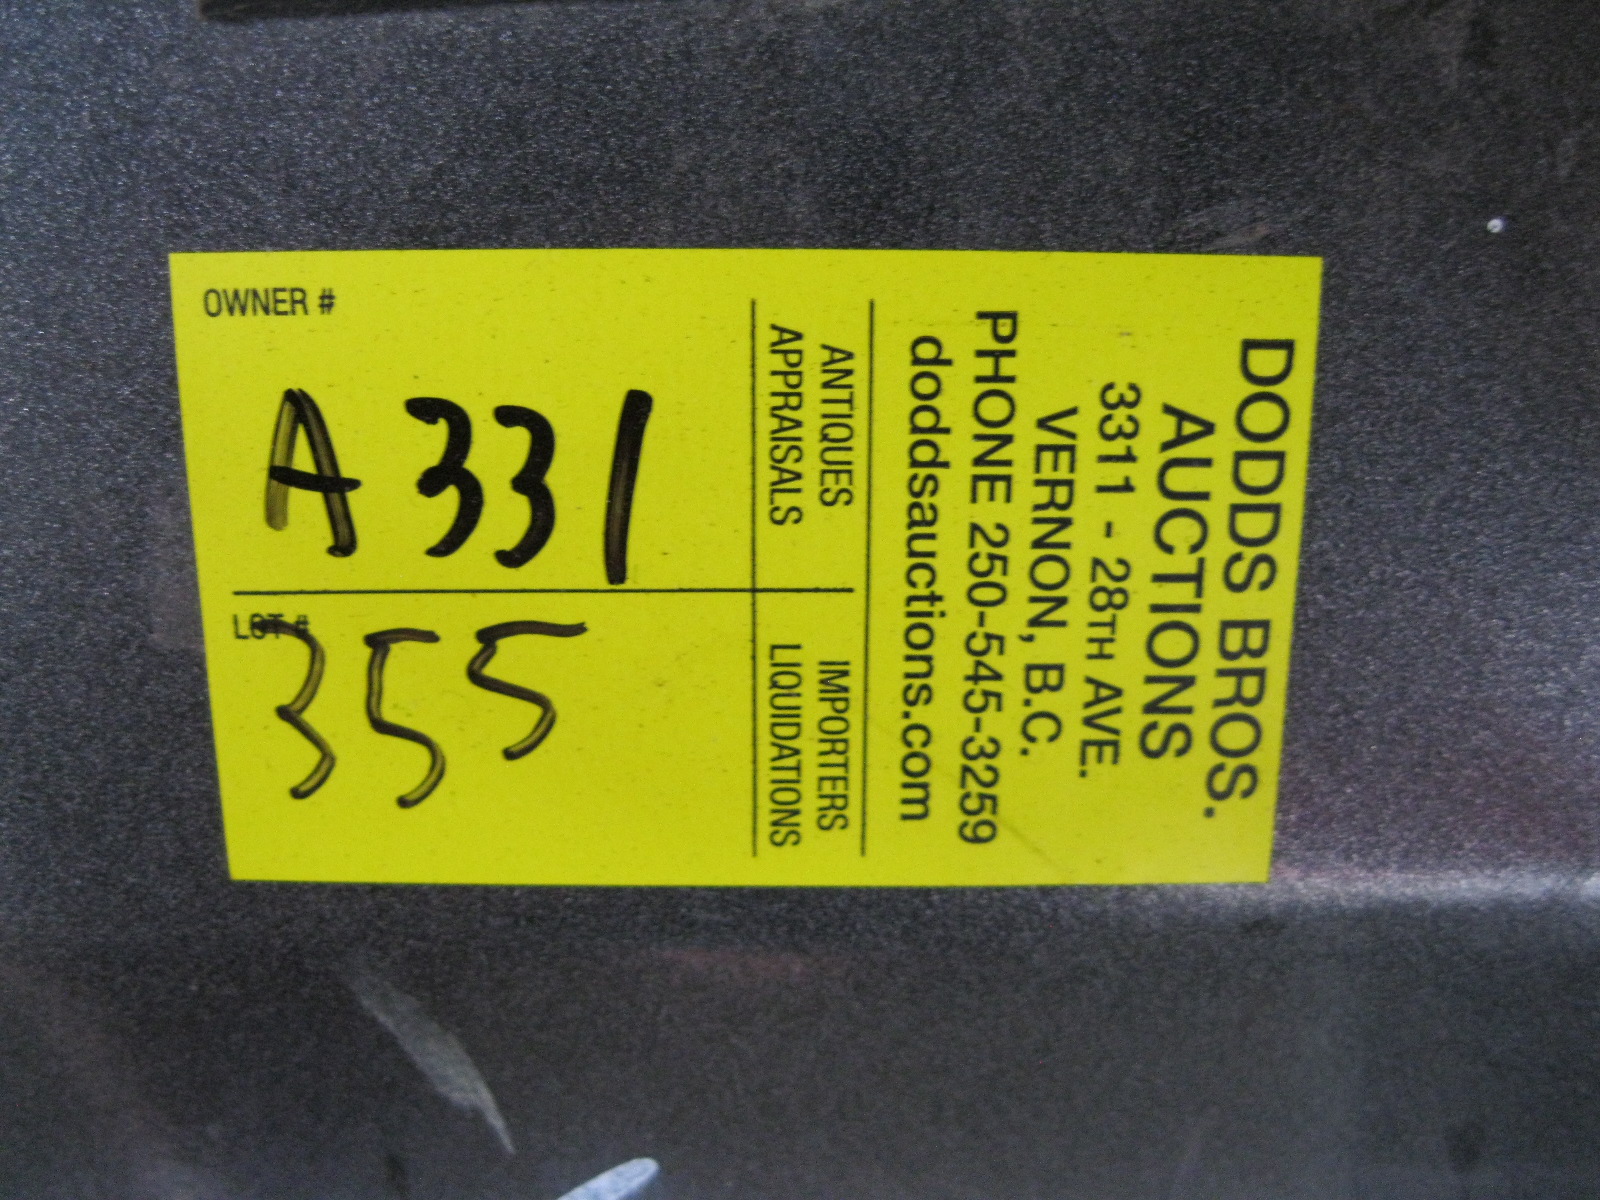 DODDS BROS.
AUCTIONS
3311 - 28TH AVE.
VERNON, B.C.
PHONE 250-545-3259
doddsauctions.com
ANTIQUES
APPRAISALS
IMPORTERS
LIQUIDATIONS
OWNER #
A331
LOT #
355